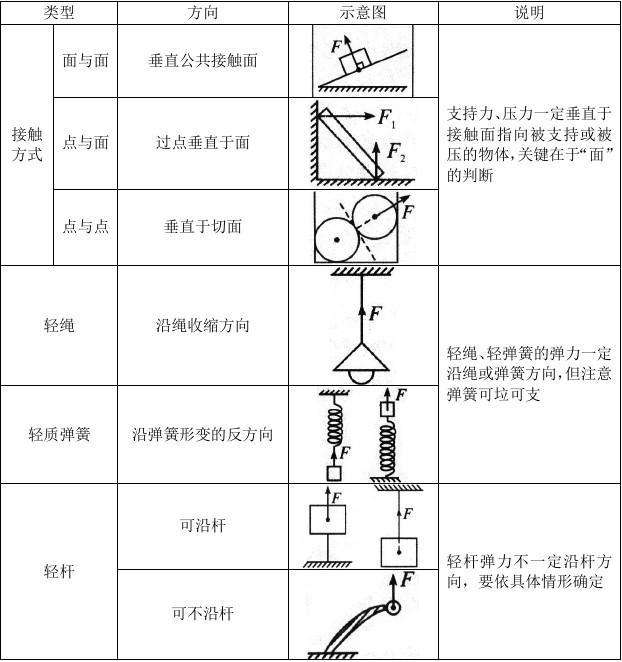 类型
方向
示意图
说明
接触
方式
面与面
垂直公共接触面
F
点与面
过点垂直于面
F1
F2
点与点
垂直于切面
F
支持力、压力一定垂直于
接触面指向被支持或被
压的物体,关键在于“面”
的判断
轻绳
沿绳收缩方向
F
轻质弹簧
沿弹簧形变的反方向
F
F
轻绳、轻弹簧的弹力一定
沿绳或弹簧方向,但注意
弹簧可垃可支
轻杆
可沿杆
F
F
可不沿杆
F
轻杆弹力不一定沿杆方
向,要依具体情形确定